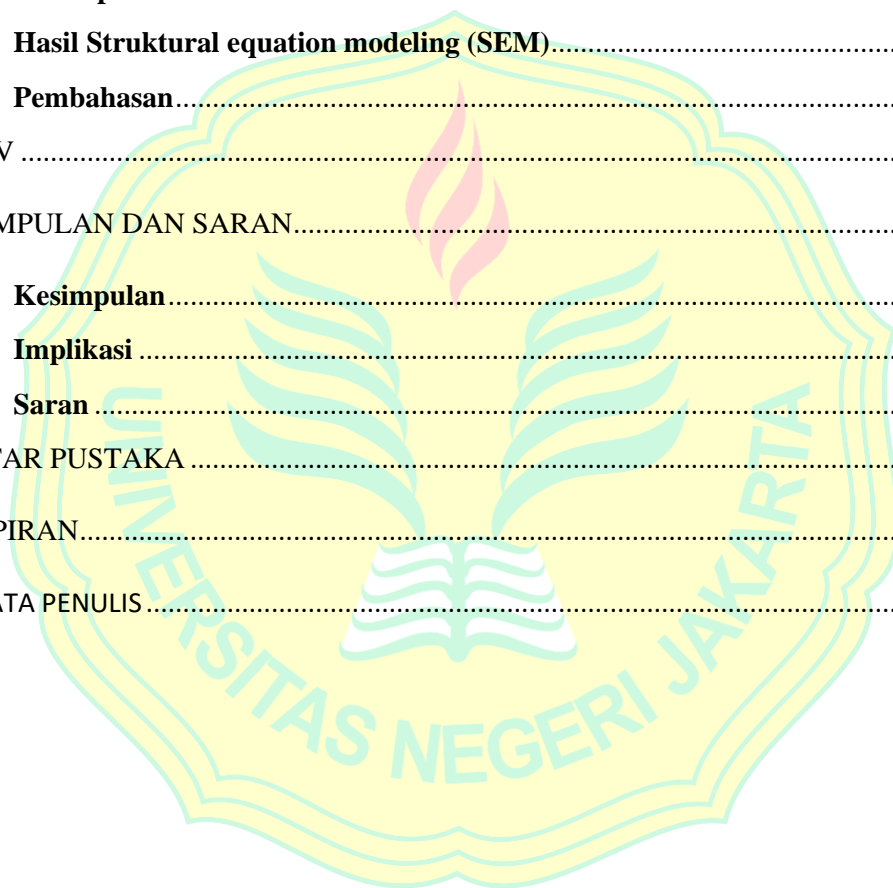 Hasil Struktural equation modeling (SEM)
Pembahasan
V
MPULAN DAN SARAN
Kesimpulan
Implikasi
Saran
AR PUSTAKA
PIRAN
ATA PENULIS
UNIVERSITAS NEGERI JAKARTA